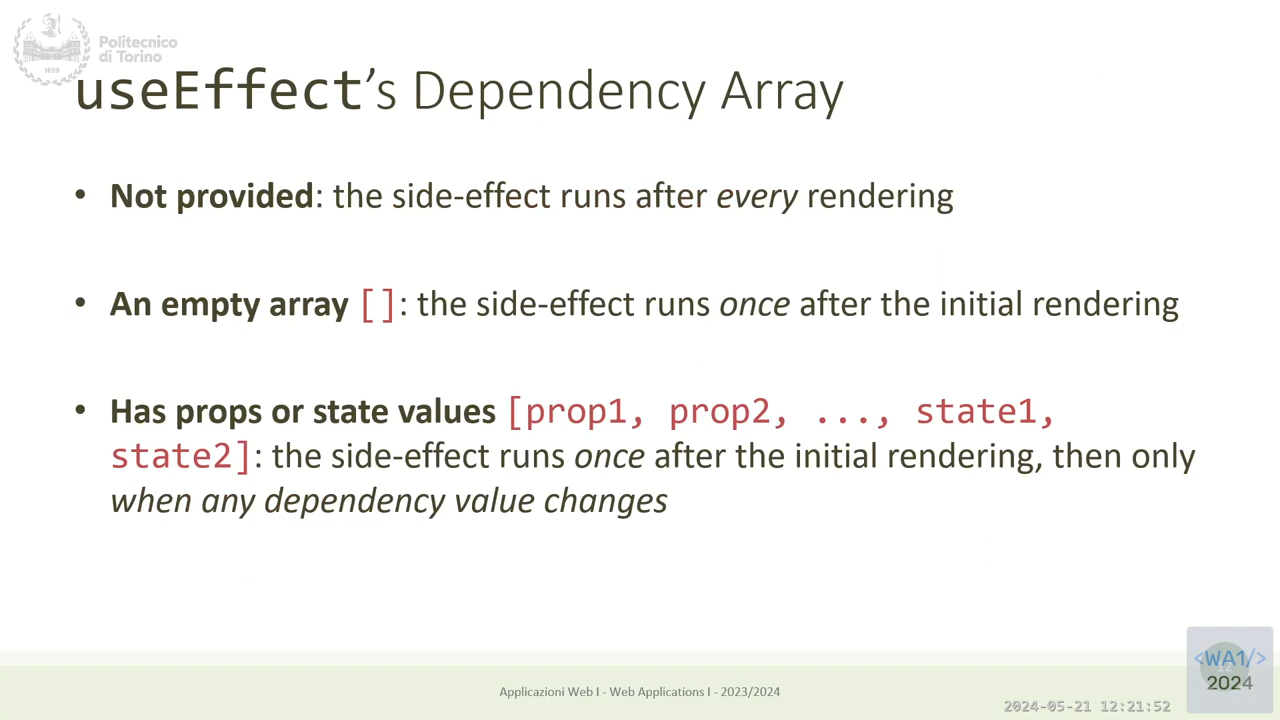 Politecnico
di Torino
1859
useEffect’s Dependency Array
• Not provided: the side-effect runs after every rendering
• An empty array []: the side-effect runs once after the initial rendering
• Has props or state values [prop1, prop2, ..., state1,
state2]: the side-effect runs once after the initial rendering, then only
when any dependency value changes
Applicazioni Web I - Web Applications I - 2023/2024
<WA1/>
2024
2024-05-21 12:21:52